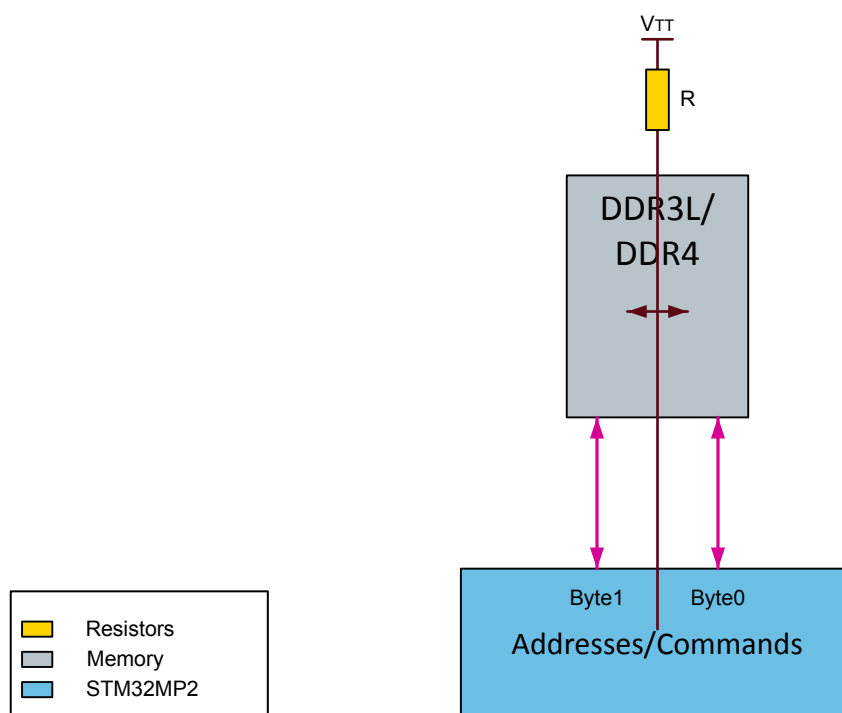 VTT
R
DDR3L/
DDR4
Byte1 Byte0
Addresses/Commands
Resistors
Memory
STM32MP2